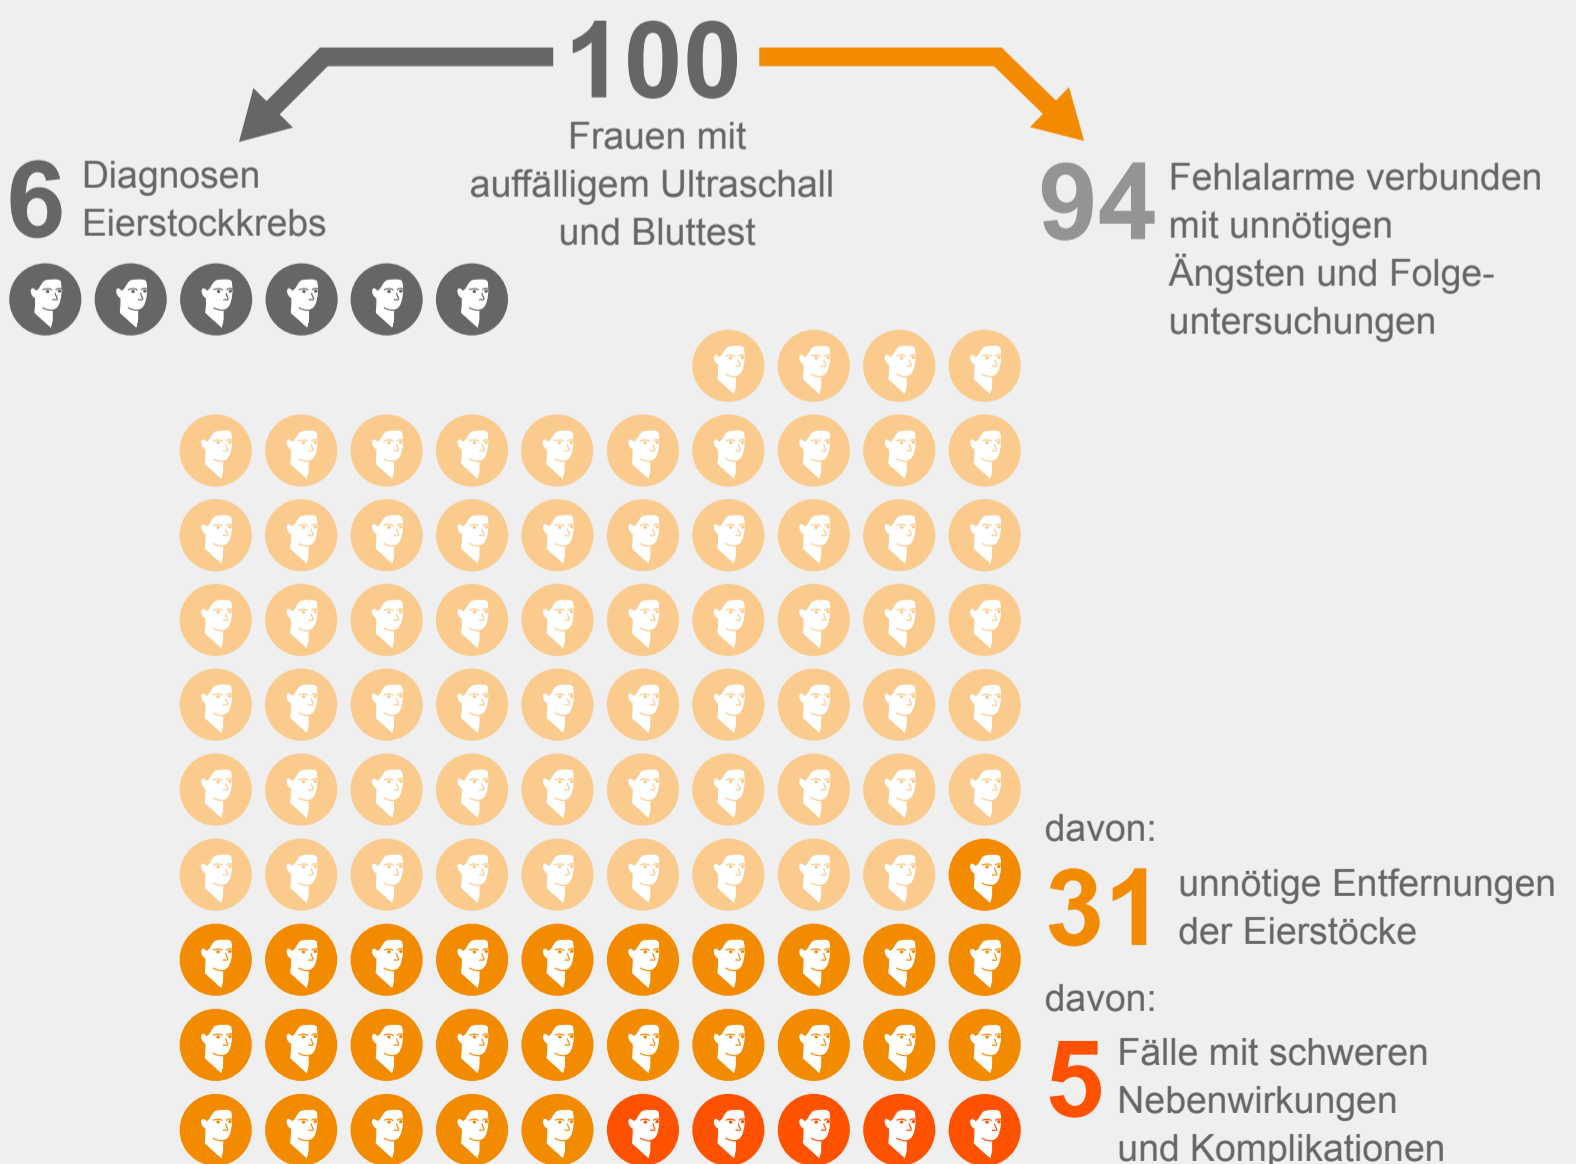 100
Frauen mit
auffälligem Ultraschall
und Bluttest
6
Diagnosen
Eierstockkrebs
94
Fehlalarme verbunden
mit unnötigen
Ängsten und Folge-
untersuchungen
davon:
31
unnötige Entfernungen
der Eierstöcke
davon:
5
Fälle mit schweren
Nebenwirkungen
und Komplikationen